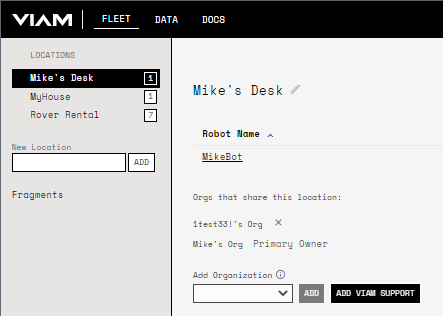 VIAM FLEET DATA DOCS
LOCATIONS
Mike's Desk 1
MyHouse 1
Rover Rental 7
New Location
ADD
Fragments
Mike's Desk
Robot Name
MikeBot
Orgs that share this location:
1test33!'s Org ×
Mike's Org Primary Owner
Add Organization
ADD ADD VIAM SUPPORT